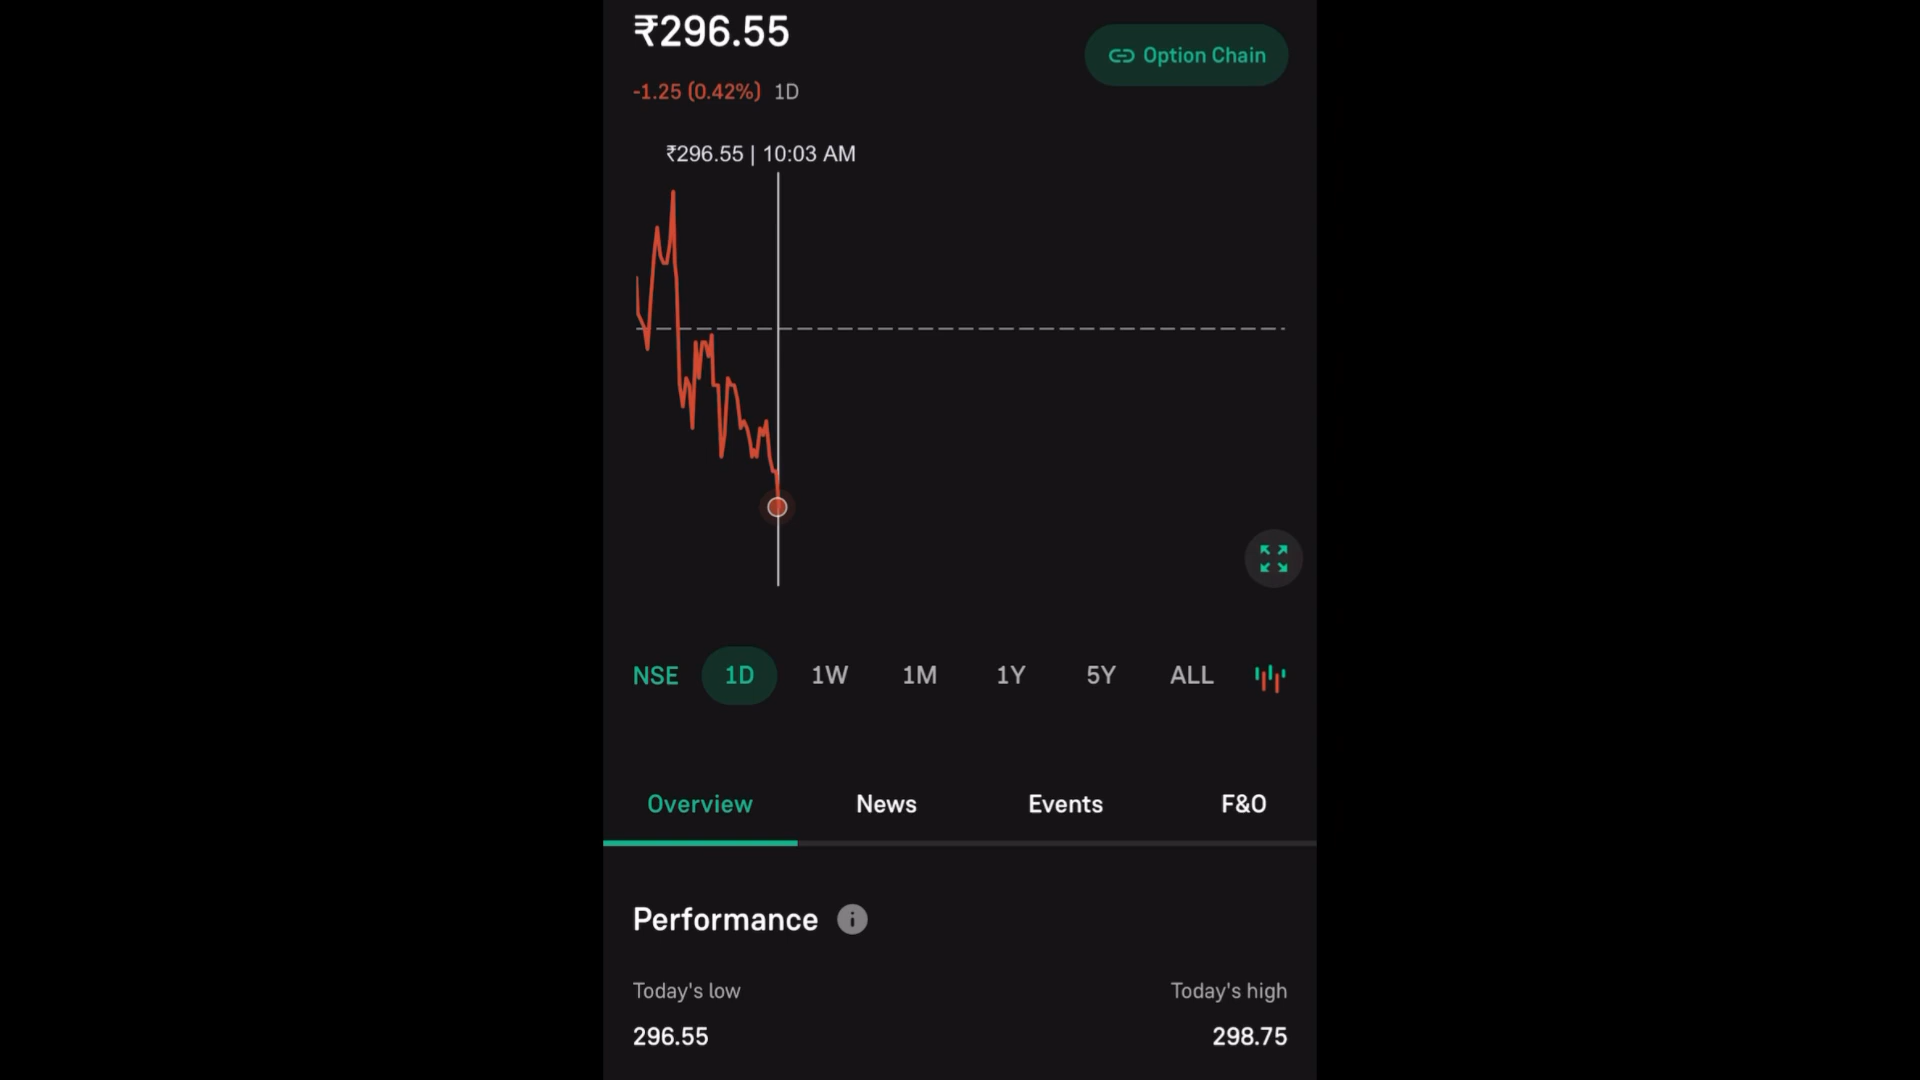 ₹296.55
Option Chain
-1.25 (0.42%) 1D
₹296.55 | 10:03 AM
NSE 1D 1W 1M 1Y 5Y ALL
Overview News Events F&O
Performance
Today's low Today's high
296.55 298.75